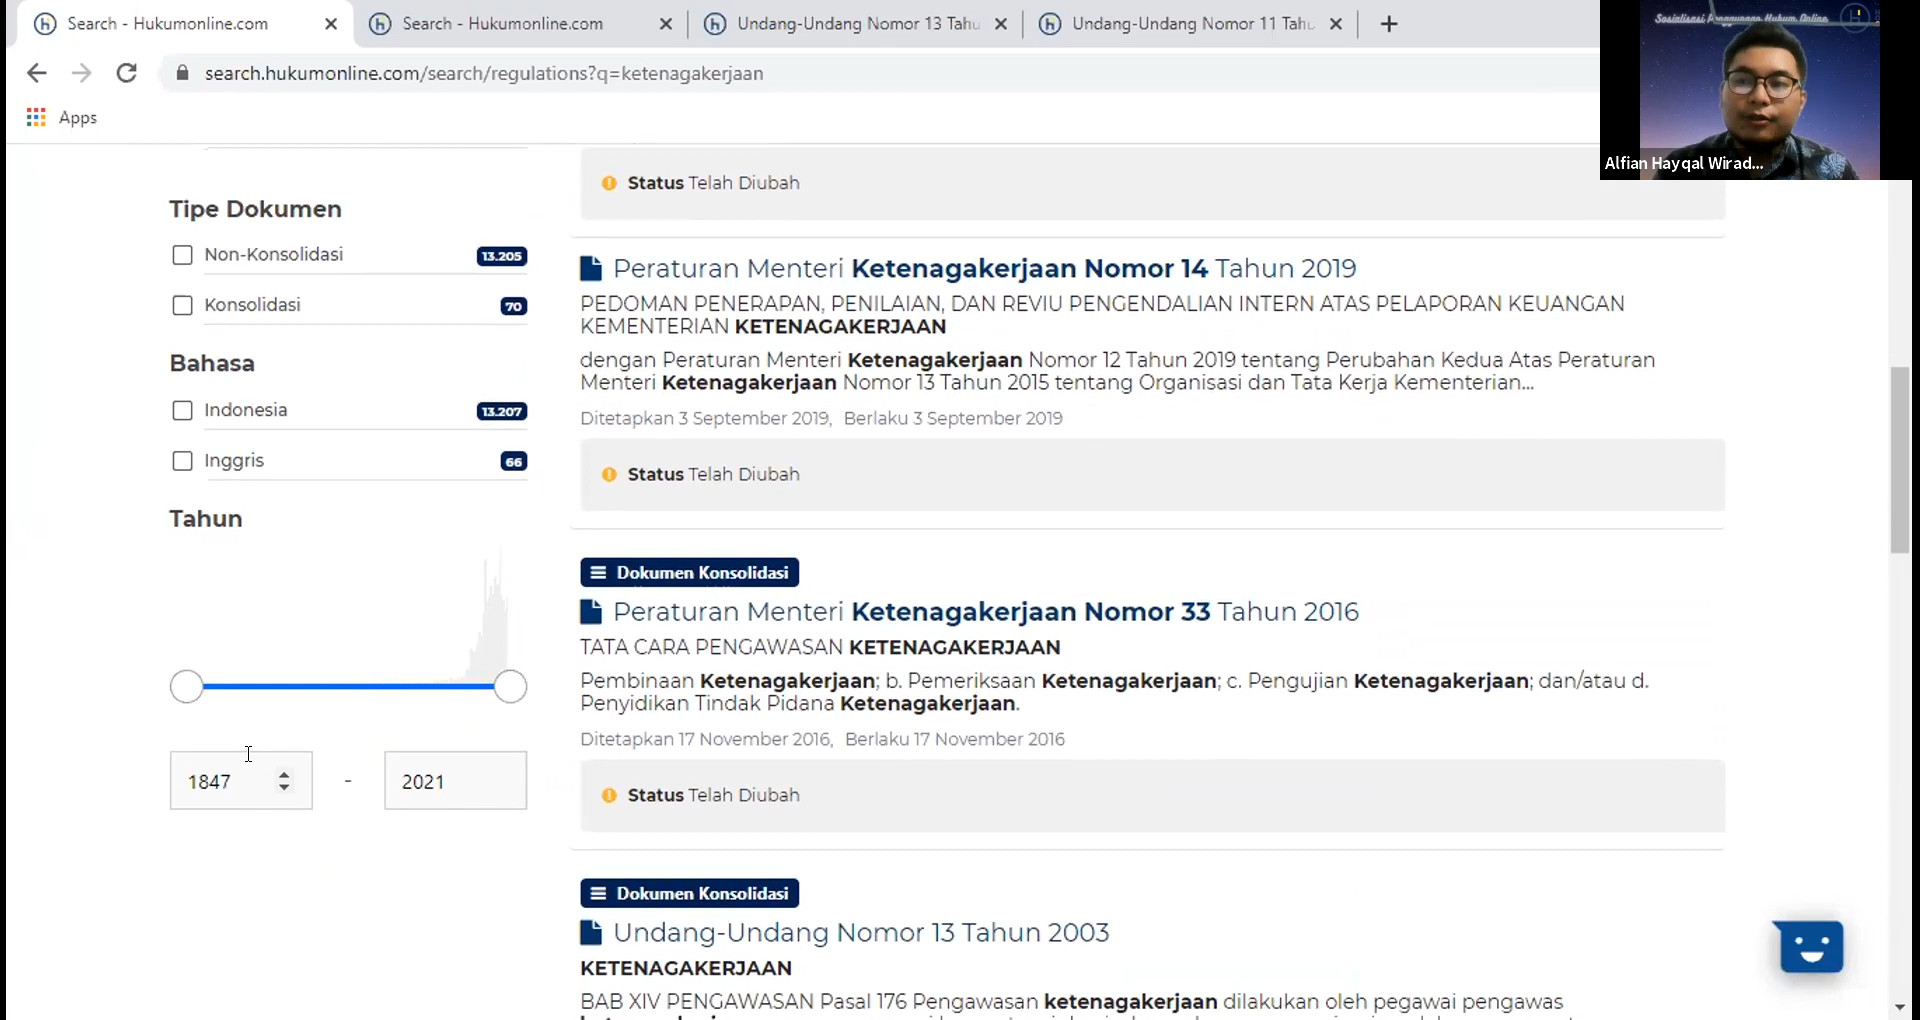 Search - Hukumonline.com
Search - Hukumonline.com
Undang-Undang Nomor 13 Tahu
Undang-Undang Nomor 11 Tahu
search.hukumonline.com/search/regulations?q=ketenagakerjaan
Apps
Sosialisasi Penggunaan Hukum Online
Alfian Hayqal Wirad...
Tipe Dokumen
Non-Konsolidasi 13.205
Konsolidasi 70
Bahasa
Indonesia 13.207
Inggris 66
Tahun
1847 - 2021
Status Telah Diubah
Peraturan Menteri Ketenagakerjaan Nomor 14 Tahun 2019
PEDOMAN PENERAPAN, PENILAIAN, DAN REVIU PENGENDALIAN INTERN ATAS PELAPORAN KEUANGAN
KEMENTERIAN KETENAGAKERJAAN
dengan Peraturan Menteri Ketenagakerjaan Nomor 12 Tahun 2019 tentang Perubahan Kedua Atas Peraturan
Menteri Ketenagakerjaan Nomor 13 Tahun 2015 tentang Organisasi dan Tata Kerja Kementerian...
Ditetapkan 3 September 2019, Berlaku 3 September 2019
Status Telah Diubah
Dokumen Konsolidasi
Peraturan Menteri Ketenagakerjaan Nomor 33 Tahun 2016
TATA CARA PENGAWASAN KETENAGAKERJAAN
Pembinaan Ketenagakerjaan; b. Pemeriksaan Ketenagakerjaan; c. Pengujian Ketenagakerjaan; dan/atau d.
Penyidikan Tindak Pidana Ketenagakerjaan.
Ditetapkan 17 November 2016, Berlaku 17 November 2016
Status Telah Diubah
Dokumen Konsolidasi
Undang-Undang Nomor 13 Tahun 2003
KETENAGAKERJAAN
BAB XIV PENGAWASAN Pasal 176 Pengawasan ketenagakerjaan dilakukan oleh pegawai pengawas